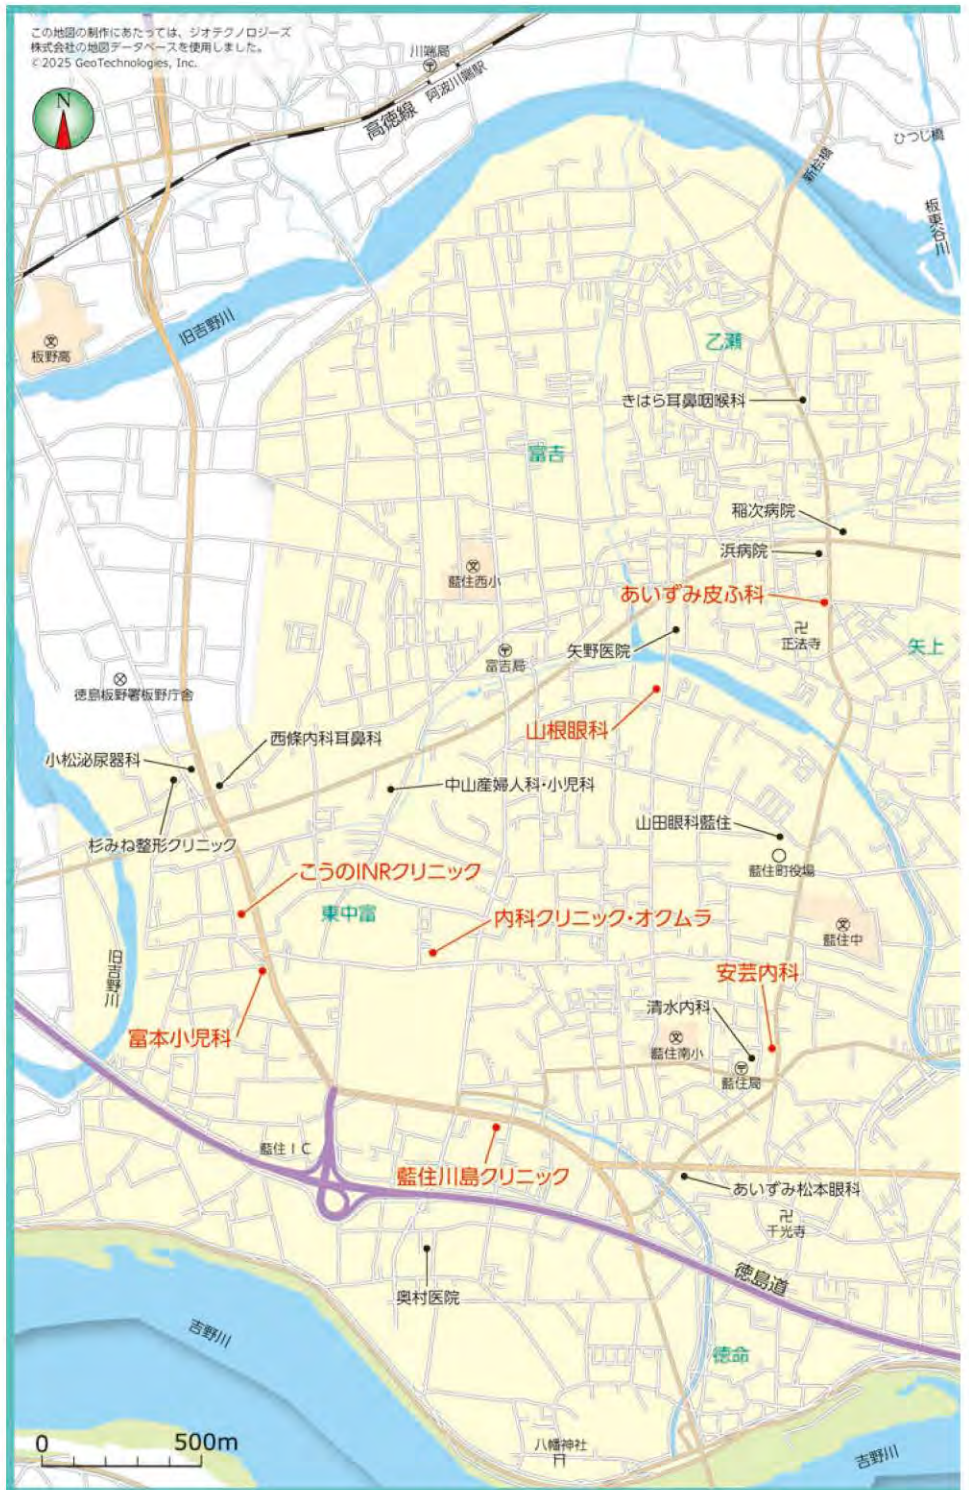 この地図の制作にあたっては、ジオテクノロジーズ
株式会社の地図データベースを使用しました。
©2025 GeoTechnologies, Inc.
N
川端局
阿波川端駅
高徳線
新松橋
ひつじ橋
板東谷川
旧吉野川
板野高
乙瀬
きはら耳鼻咽喉科
富吉
稲次病院
浜病院
藍住西小
あいずみ皮ふ科
正法寺
矢上
矢野医院
富吉局
徳島板野署板野庁舎
山根眼科
西條内科耳鼻科
小松泌尿器科
中山産婦人科・小児科
杉みね整形クリニック
山田眼科藍住
藍住町役場
こうのINRクリニック
東中富
内科クリニック・オクムラ
藍住中
旧吉野川
安芸内科
清水内科
富本小児科
藍住南小
藍住局
藍住IC
藍住川島クリニック
あいずみ松本眼科
千光寺
奥村医院
徳島道
吉野川
徳命
0 500m
八幡神社
吉野川